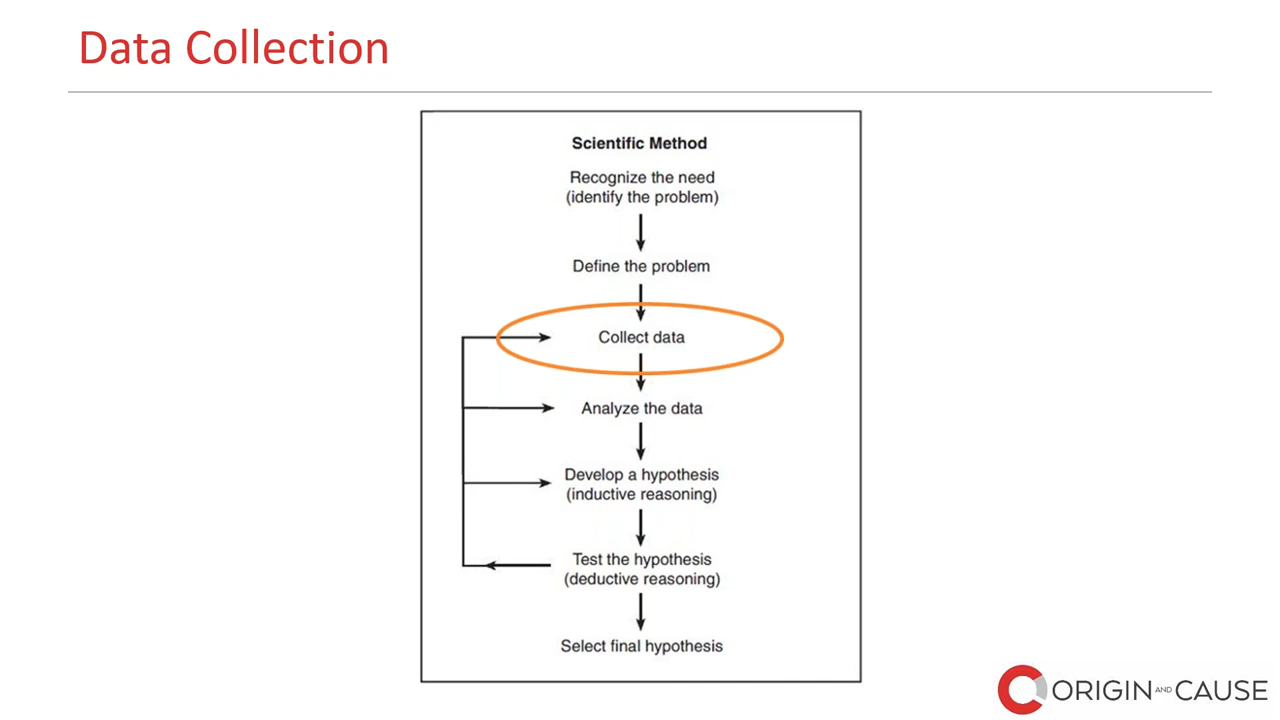 Data Collection
Scientific Method
Recognize the need
(identify the problem)
Define the problem
Collect data
Analyze the data
Develop a hypothesis
(inductive reasoning)
Test the hypothesis
(deductive reasoning)
Select final hypothesis
ORIGIN AND CAUSE